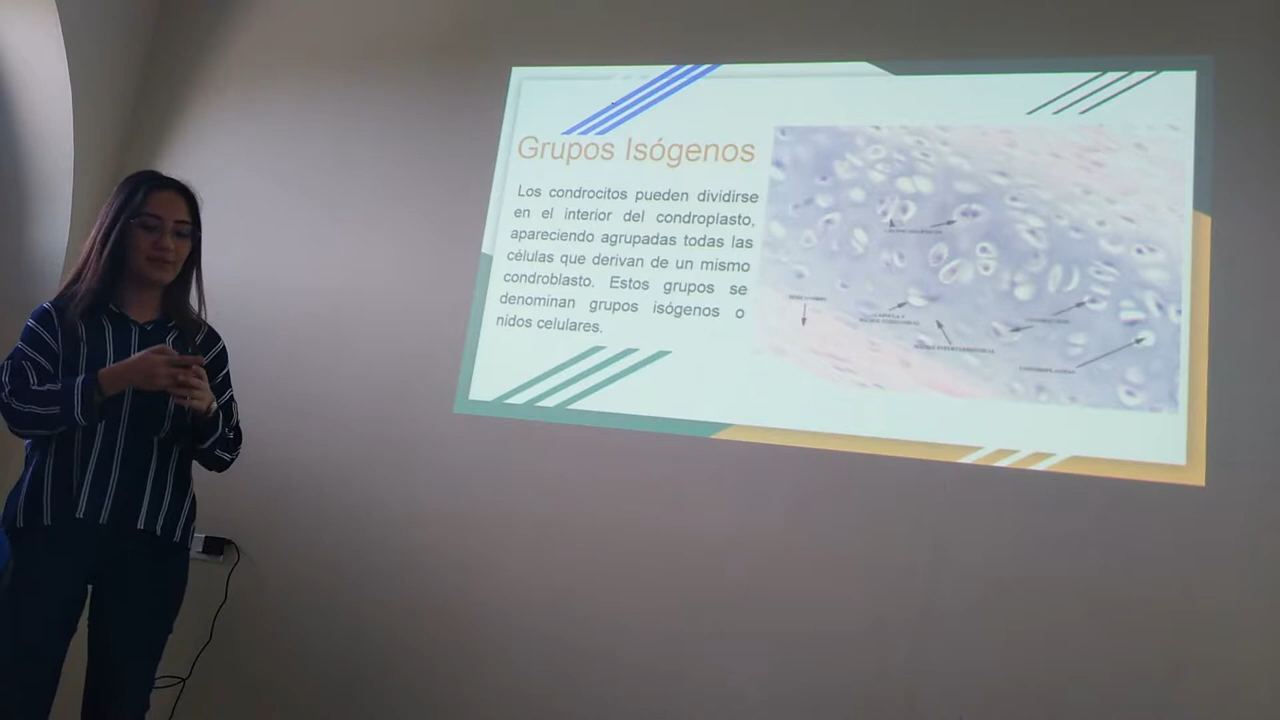 Grupos Isógenos
Los condrocitos pueden dividirse
en el interior del condroplasto,
apareciendo agrupadas todas las
células que derivan de un mismo
condroblasto. Estos grupos se
denominan grupos isógenos o
nidos celulares.